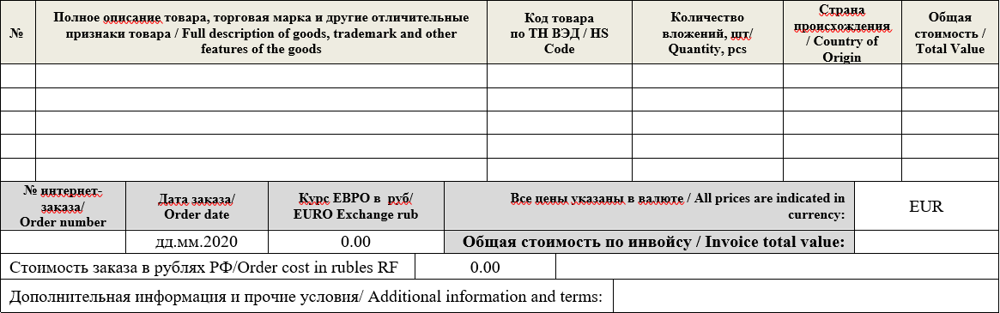 №
Полное описание товара, торговая марка и другие отличительные
признаки товара / Full description of goods, trademark and other
features of the goods
Код товара
по ТН ВЭД / HS
Code
Количество
вложений, шт/
Quantity, pcs
Страна
происхождения
/ Country of
Origin
Общая
стоимость /
Total Value
№ интернет-
заказа/
Order number
Дата заказа/
Order date
Курс ЕВРО в руб/
EURO Exchange rub
Все цены указаны в валюте / All prices are indicated in
currency:
EUR
дд.мм.2020
0.00
Общая стоимость по инвойсу / Invoice total value:
Стоимость заказа в рублях РФ/Order cost in rubles RF
0.00
Дополнительная информация и прочие условия/ Additional information and terms: